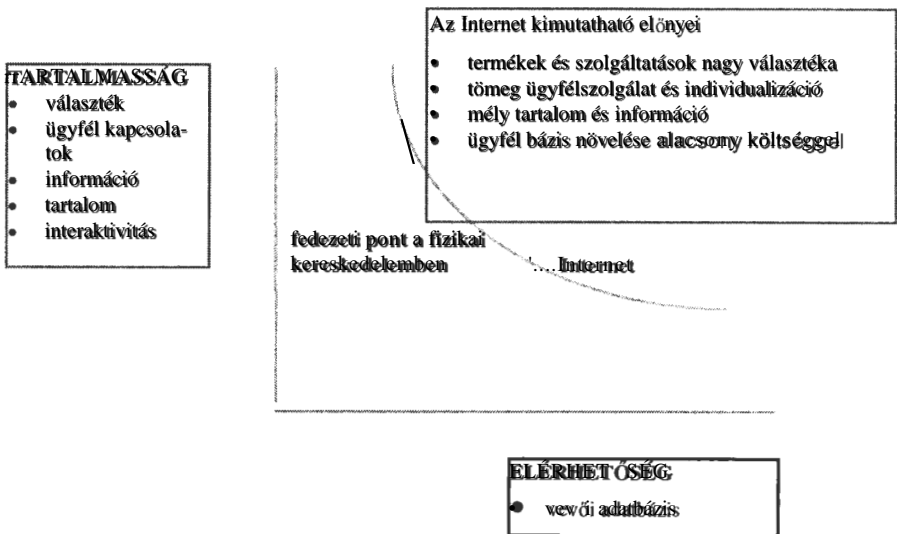 Az Internet kimutatható előnyei
• termékek és szolgáltatások nagy választéka
• tömeg ügyfélszolgálat és individualizáció
• mély tartalom és információ
• ügyfél bázis növelése alacsony költséggel
TARTALMASSÁG
• választék
• ügyfél kapcsola-
tok
• információ
• tartalom
• interaktivitás
fedezeti pont a fizikai
kereskedelemben
'....Internet
ELÉRHETŐSÉG
• vevői adatbázis